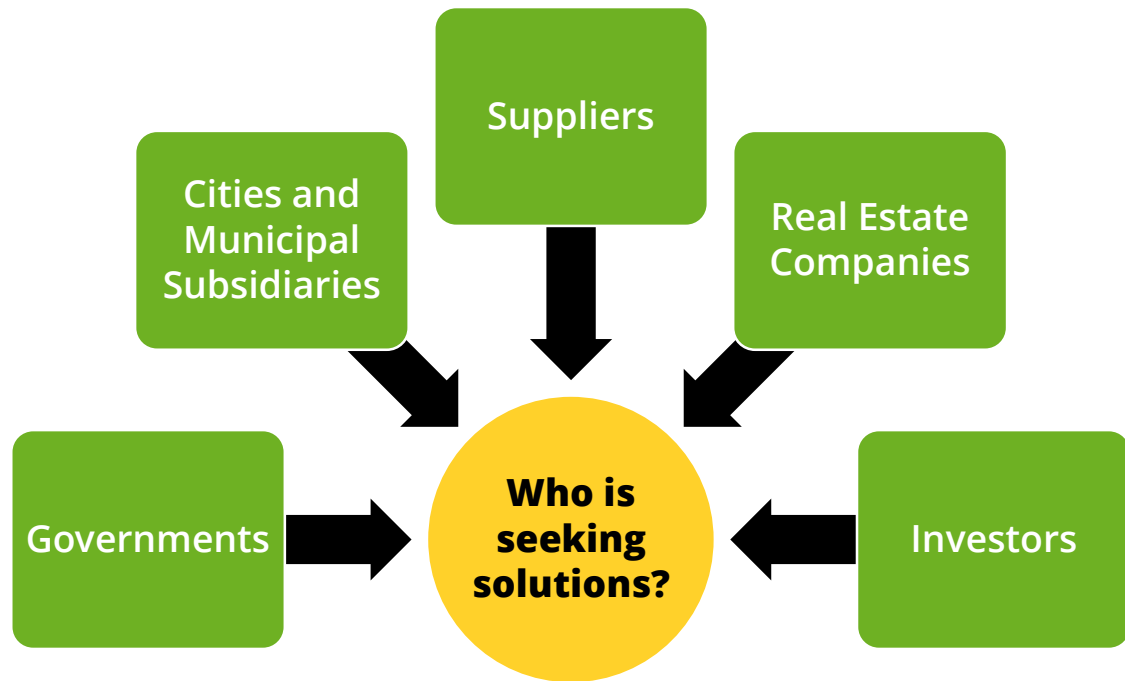 Suppliers
Cities and
Municipal
Subsidiaries
Real Estate
Companies
Governments
Who is
seeking
solutions?
Investors